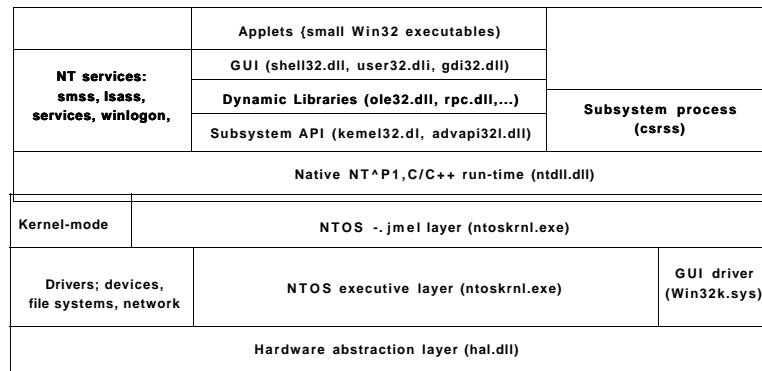 Applets {small Win32 executables)
GUI (shell32.dll, user32.dli, gdi32.dll)
NT services:
smss, lsass,
services, winlogon,
Dynamic Libraries (ole32.dll, rpc.dll,...)
Subsystem process
(csrss)
Subsystem API (kemel32.dl, advapi32l.dll)
Native NT^P1,C/C++ run-time (ntdll.dll)
Kernel-mode
NTOS -. jmel layer (ntoskrnl.exe)
Drivers; devices,
file systems, network
NTOS executive layer (ntoskrnl.exe)
GUI driver
(Win32k.sys)
Hardware abstraction layer (hal.dll)